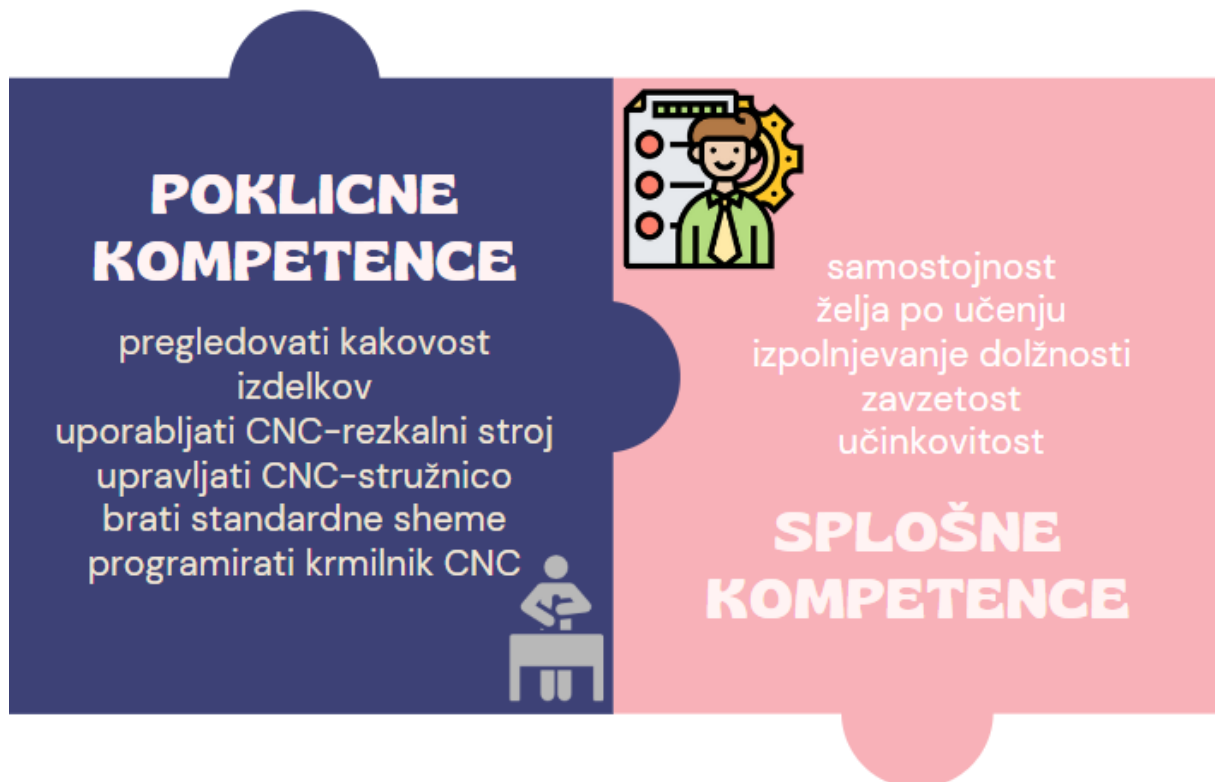 POKLICNE
KOMPETENCE
pregledovati kakovost
izdelkov
uporabljati CNC-rezkalni stroj
upravljati CNC-stružnico
brati standardne sheme
programirati krmilnik CNC
samostojnost
želja po učenju
izpolnjevanje dolžnosti
zavzetost
učinkovitost
SPLOŠNE
KOMPETENCE